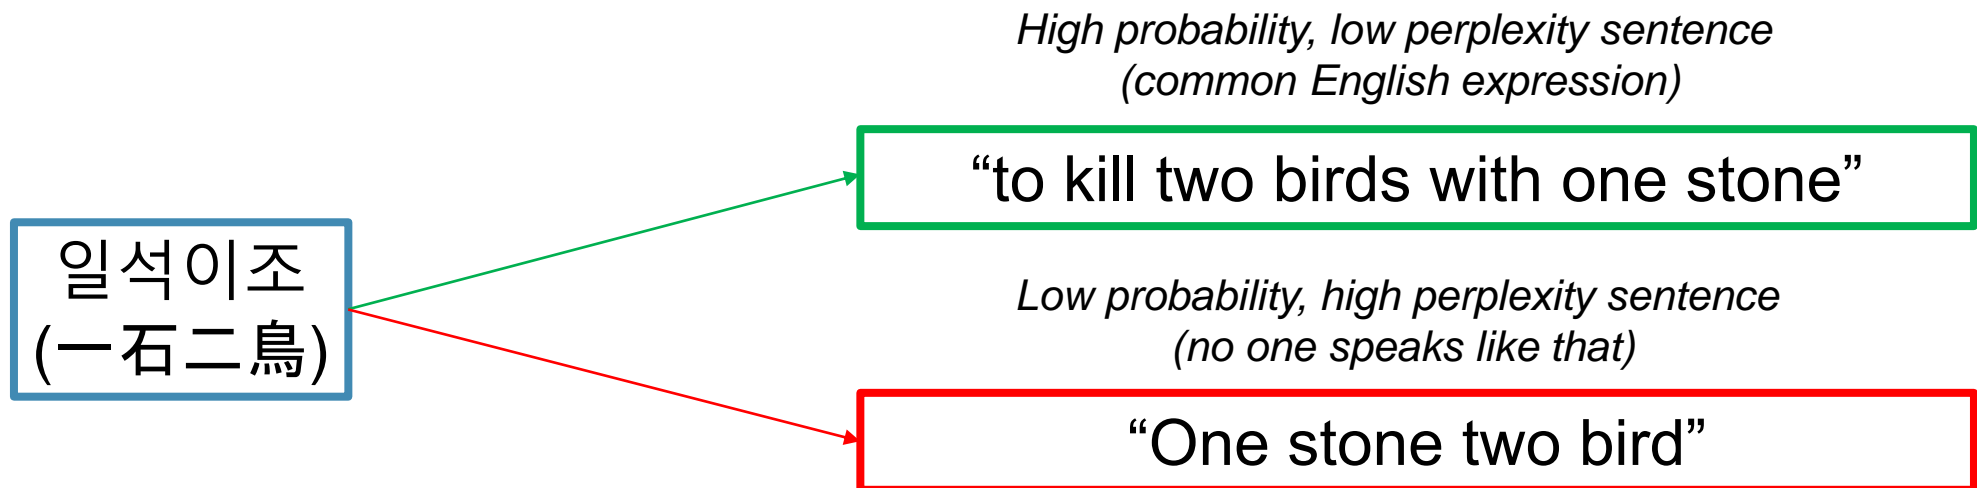 High probability, low perplexity sentence
(common English expression)
“to kill two birds with one stone”
일석이조
(一石二鳥)
Low probability, high perplexity sentence
(no one speaks like that)
“One stone two bird”